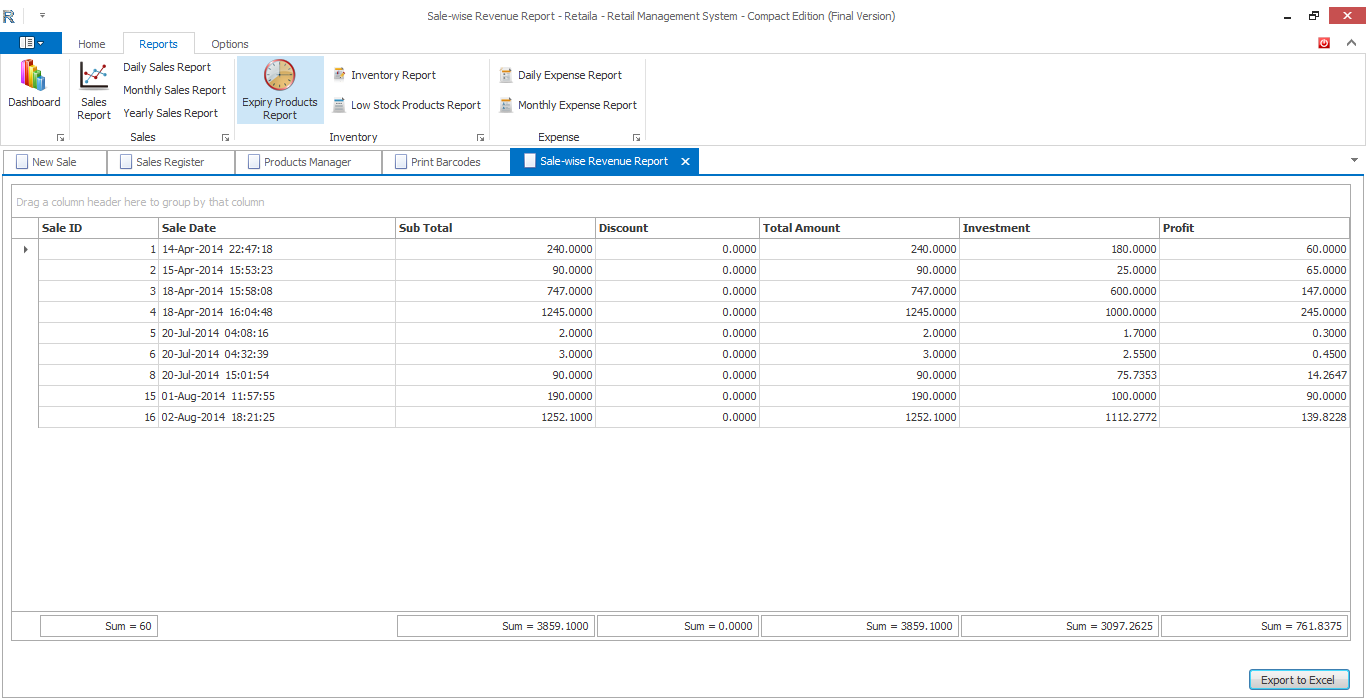 R Sale-wise Revenue Report - Retaila - Retail Management System - Compact Edition (Final Version)
Home Reports Options
Dashboard
Sales Report
Daily Sales Report
Monthly Sales Report
Yearly Sales Report
Sales
Expiry Products Report
Inventory Report
Low Stock Products Report
Inventory
Daily Expense Report
Monthly Expense Report
Expense
New Sale Sales Register Products Manager Print Barcodes Sale-wise Revenue Report
Drag a column header here to group by that column
Sale ID Sale Date Sub Total Discount Total Amount Investment Profit
1 14-Apr-2014 22:47:18 240.0000 0.0000 240.0000 180.0000 60.0000
2 15-Apr-2014 15:53:23 90.0000 0.0000 90.0000 25.0000 65.0000
3 18-Apr-2014 15:58:08 747.0000 0.0000 747.0000 600.0000 147.0000
4 18-Apr-2014 16:04:48 1245.0000 0.0000 1245.0000 1000.0000 245.0000
5 20-Jul-2014 04:08:16 2.0000 0.0000 2.0000 1.7000 0.3000
6 20-Jul-2014 04:32:39 3.0000 0.0000 3.0000 2.5500 0.4500
8 20-Jul-2014 15:01:54 90.0000 0.0000 90.0000 75.7353 14.2647
15 01-Aug-2014 11:57:55 190.0000 0.0000 190.0000 100.0000 90.0000
16 02-Aug-2014 18:21:25 1252.1000 0.0000 1252.1000 1112.2772 139.8228
Sum = 60 Sum = 3859.1000 Sum = 0.0000 Sum = 3859.1000 Sum = 3097.2625 Sum = 761.8375
Export to Excel